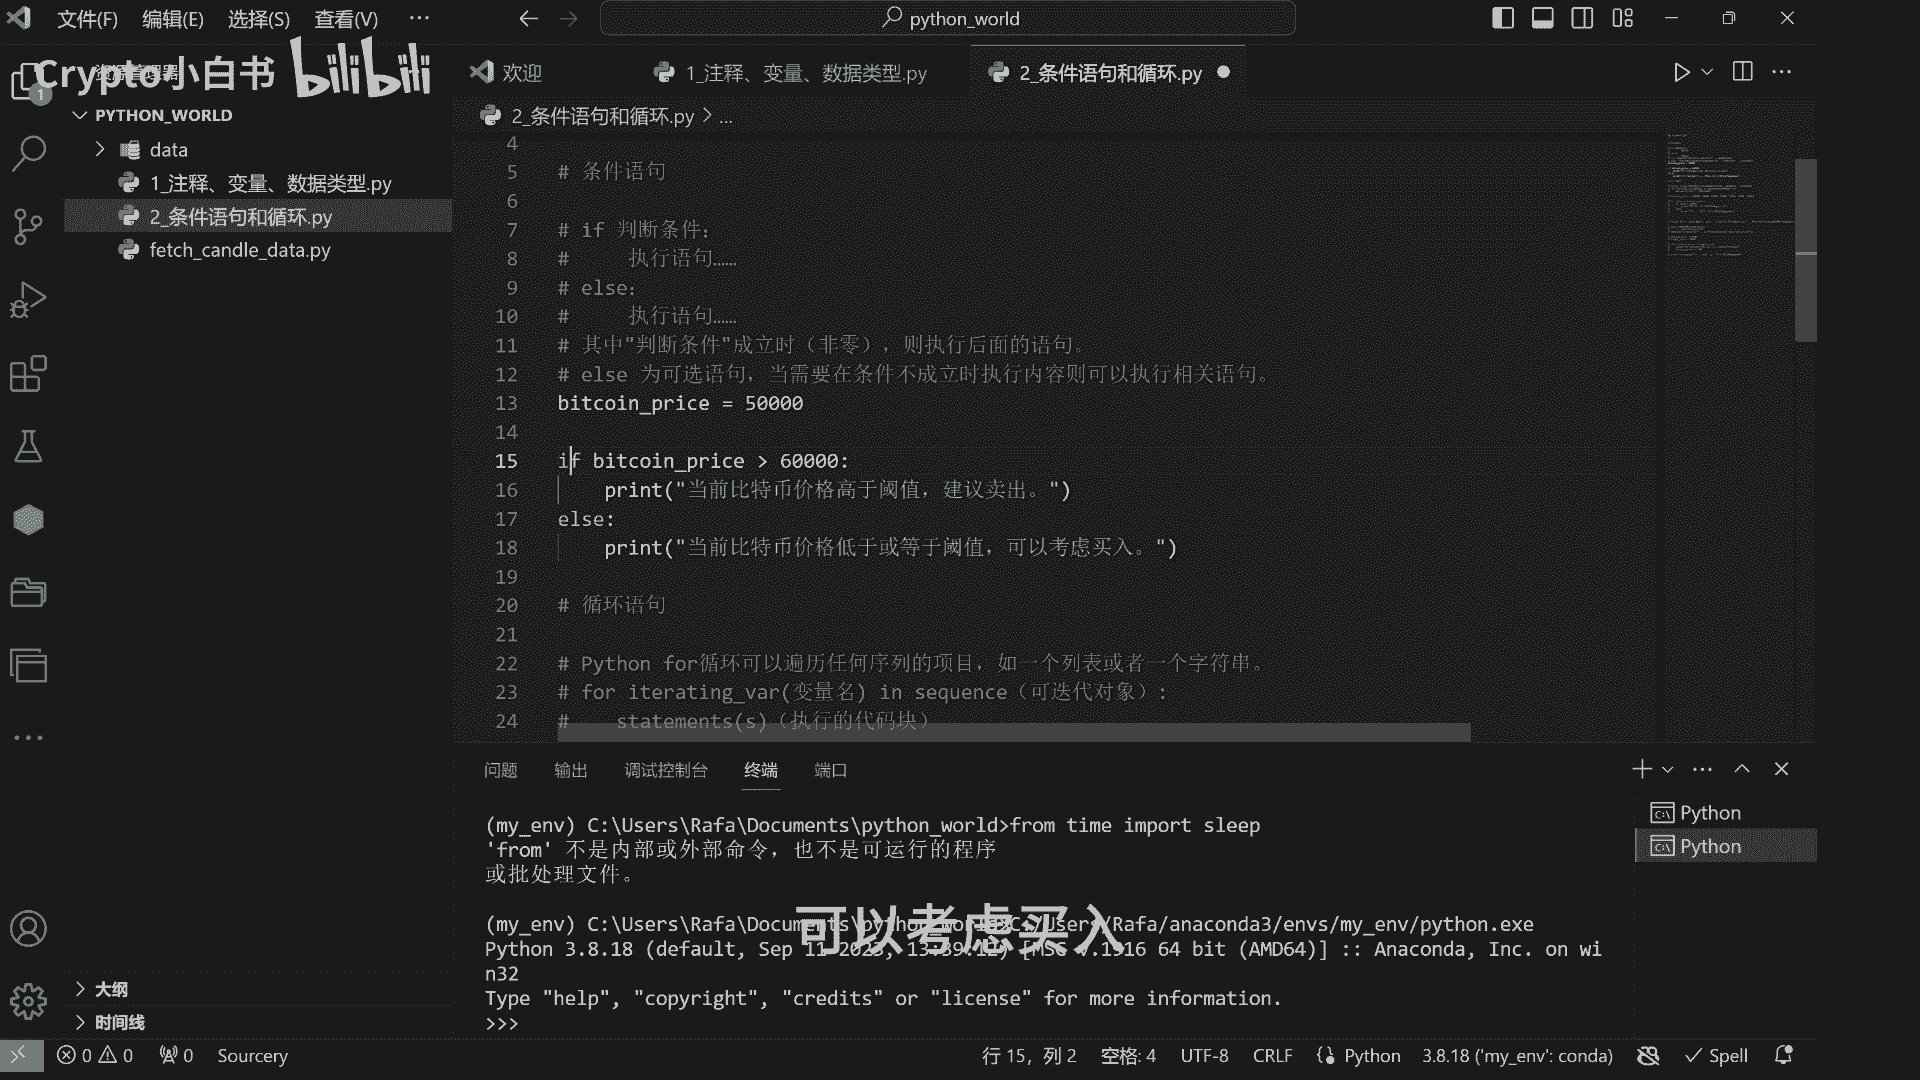 文件(F) 编辑(E) 选择(S) 查看(V) ···
python_world
Crypto小白书 bilibili
资源管理器
1
PYTHON_WORLD
data
1_注释、变量、数据类型.py
2_条件语句和循环.py
fetch_candle_data.py
大纲
时间线
欢迎
1_注释、变量、数据类型.py
2_条件语句和循环.py
2_条件语句和循环.py > ...
4
5 # 条件语句
6
7 # if 判断条件：
8 #     执行语句……
9 # else：
10 #     执行语句……
11 # 其中"判断条件"成立时（非零），则执行后面的语句。
12 # else 为可选语句，当需要在条件不成立时执行内容则可以执行相关语句。
13 bitcoin_price = 50000
14
15 if bitcoin_price > 60000:
16     print("当前比特币价格高于阈值，建议卖出。")
17 else:
18     print("当前比特币价格低于或等于阈值，可以考虑买入。")
19
20 # 循环语句
21
22 # Python for循环可以遍历任何序列的项目，如一个列表或者一个字符串。
23 # for iterating_var(变量名) in sequence（可迭代对象）:
24 #    statements(s)（执行的代码块）
问题 输出 调试控制台 终端 端口
(my_env) C:\Users\Rafa\Documents\python_world>from time import sleep
'from' 不是内部或外部命令，也不是可运行的程序
或批处理文件。
(my_env) C:\Users\Rafa\Documents\python_world>C:/Users/Rafa/anaconda3/envs/my_env/python.exe
Python 3.8.18 (default, Sep 11 2023, 13:39:12) [MSC v.1916 64 bit (AMD64)] :: Anaconda, Inc. on wi
n32
Type "help", "copyright", "credits" or "license" for more information.
>>>
Python
Python
可以考虑买入
0 0 0 Sourcery
行 15，列 2 空格: 4 UTF-8 CRLF Python 3.8.18 ('my_env': conda) Spell